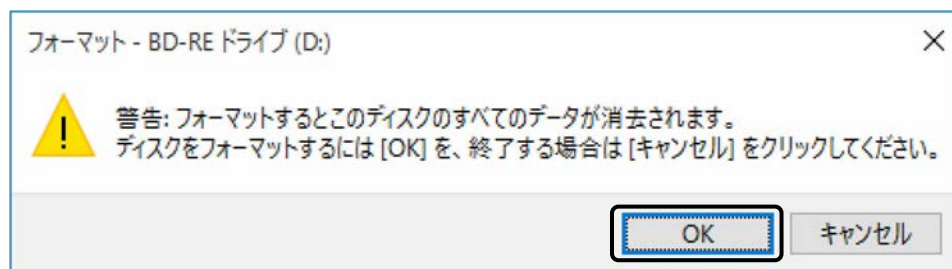 フォーマット - BD-RE ドライブ (D:)
警告: フォーマットするとこのディスクのすべてのデータが消去されます。
ディスクをフォーマットするには [OK] を、終了する場合は [キャンセル] をクリックしてください。
OK
キャンセル